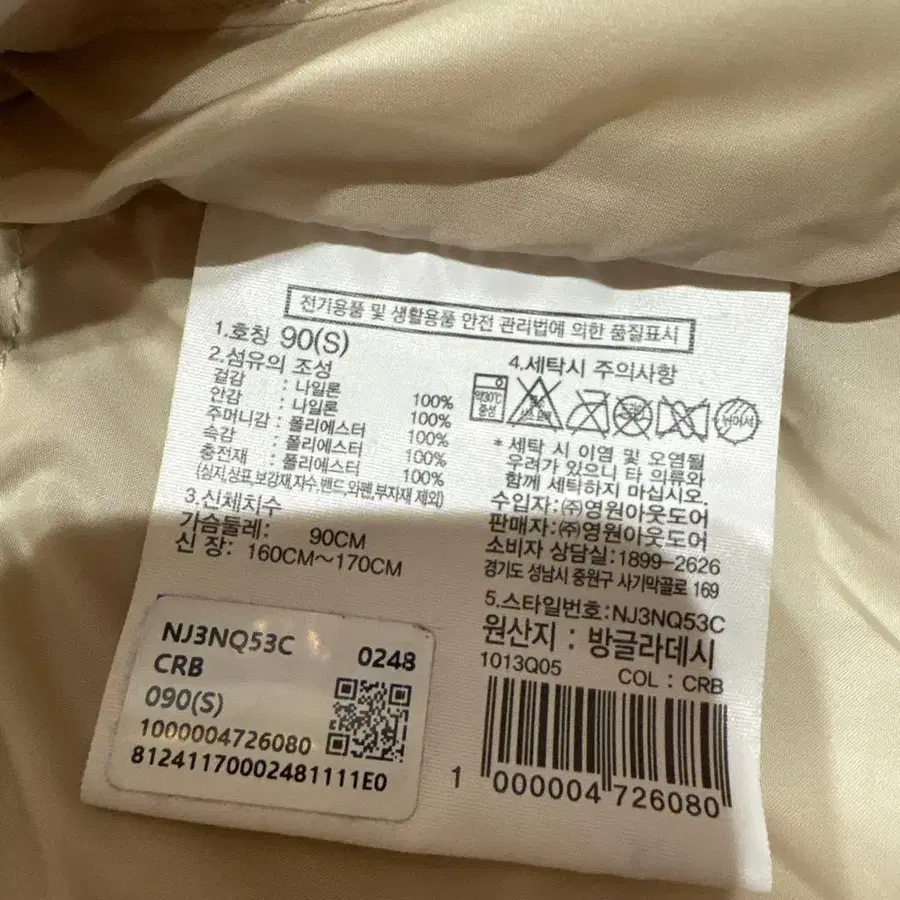 전기용품 및 생활용품 안전 관리법에 의한 품질표시
1.호칭 90(S)
2.섬유의 조성
겉감 : 나일론 100%
안감 : 나일론 100%
주머니감 : 폴리에스터 100%
속감 : 폴리에스터 100%
충전재 : 폴리에스터 100%
(심지,상표,보강재,자수,밴드,와펜,부자재 제외)
3.신체치수
가슴둘레: 90CM
신 장: 160CM~170CM
4.세탁시 주의사항
약30℃
중성
* 세탁 시 이염 및 오염될
우려가 있으니 타 의류와
함께 세탁하지 마십시오.
수입자:㈜영원아웃도어
판매자:㈜영원아웃도어
소비자 상담실:1899-2626
경기도 성남시 중원구 사기막골로 169
5.스타일번호:NJ3NQ53C
원산지 : 방글라데시
1013Q05 COL : CRB
1 000004 726080
NJ3NQ53C 0248
CRB
090(S)
1000004726080
81241170002481111E0